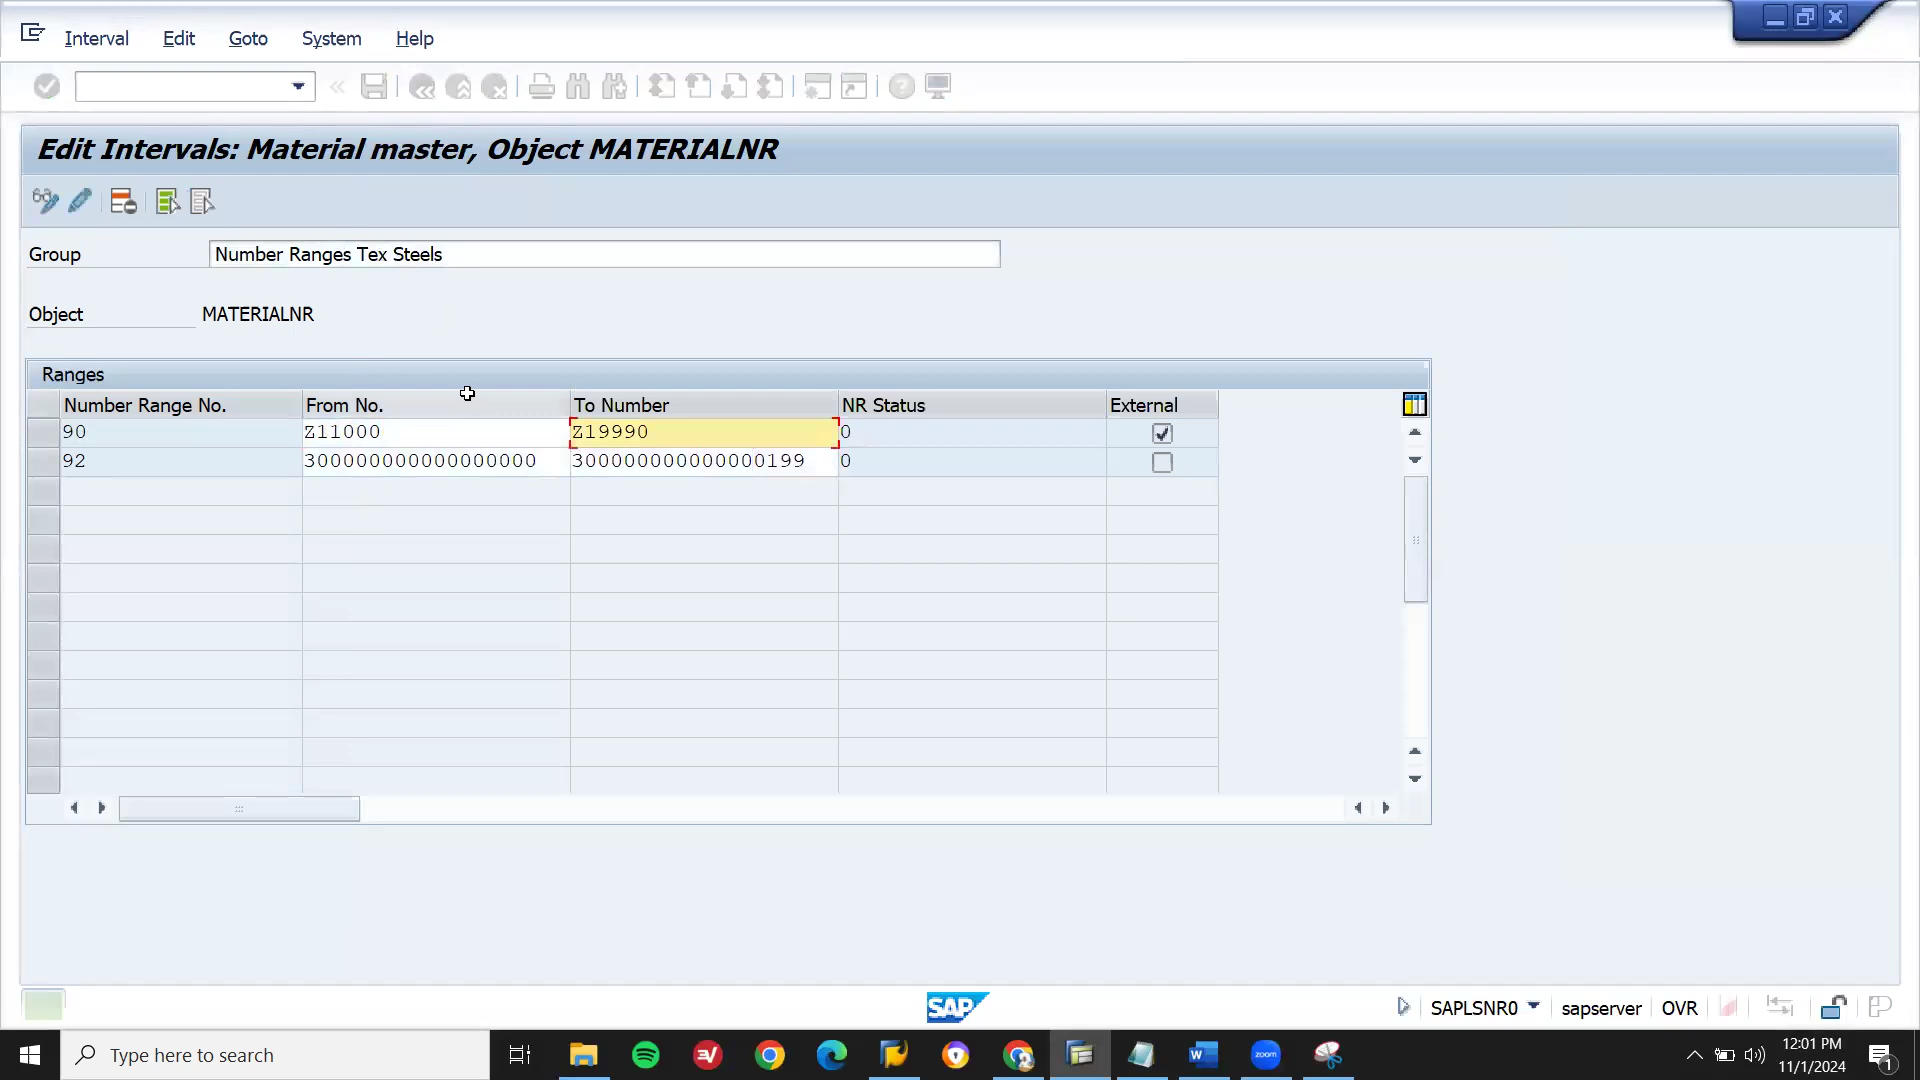 Interval Edit Goto System Help
Edit Intervals: Material master, Object MATERIALNR
Group Number Ranges Tex Steels
Object MATERIALNR
Ranges
Number Range No. From No. To Number NR Status External
90 Z11000 Z19990 0
92 300000000000000000 300000000000000199 0
SAP SAPLSNR0 sapserver OVR
Type here to search zoom 12:01 PM
11/1/2024 1